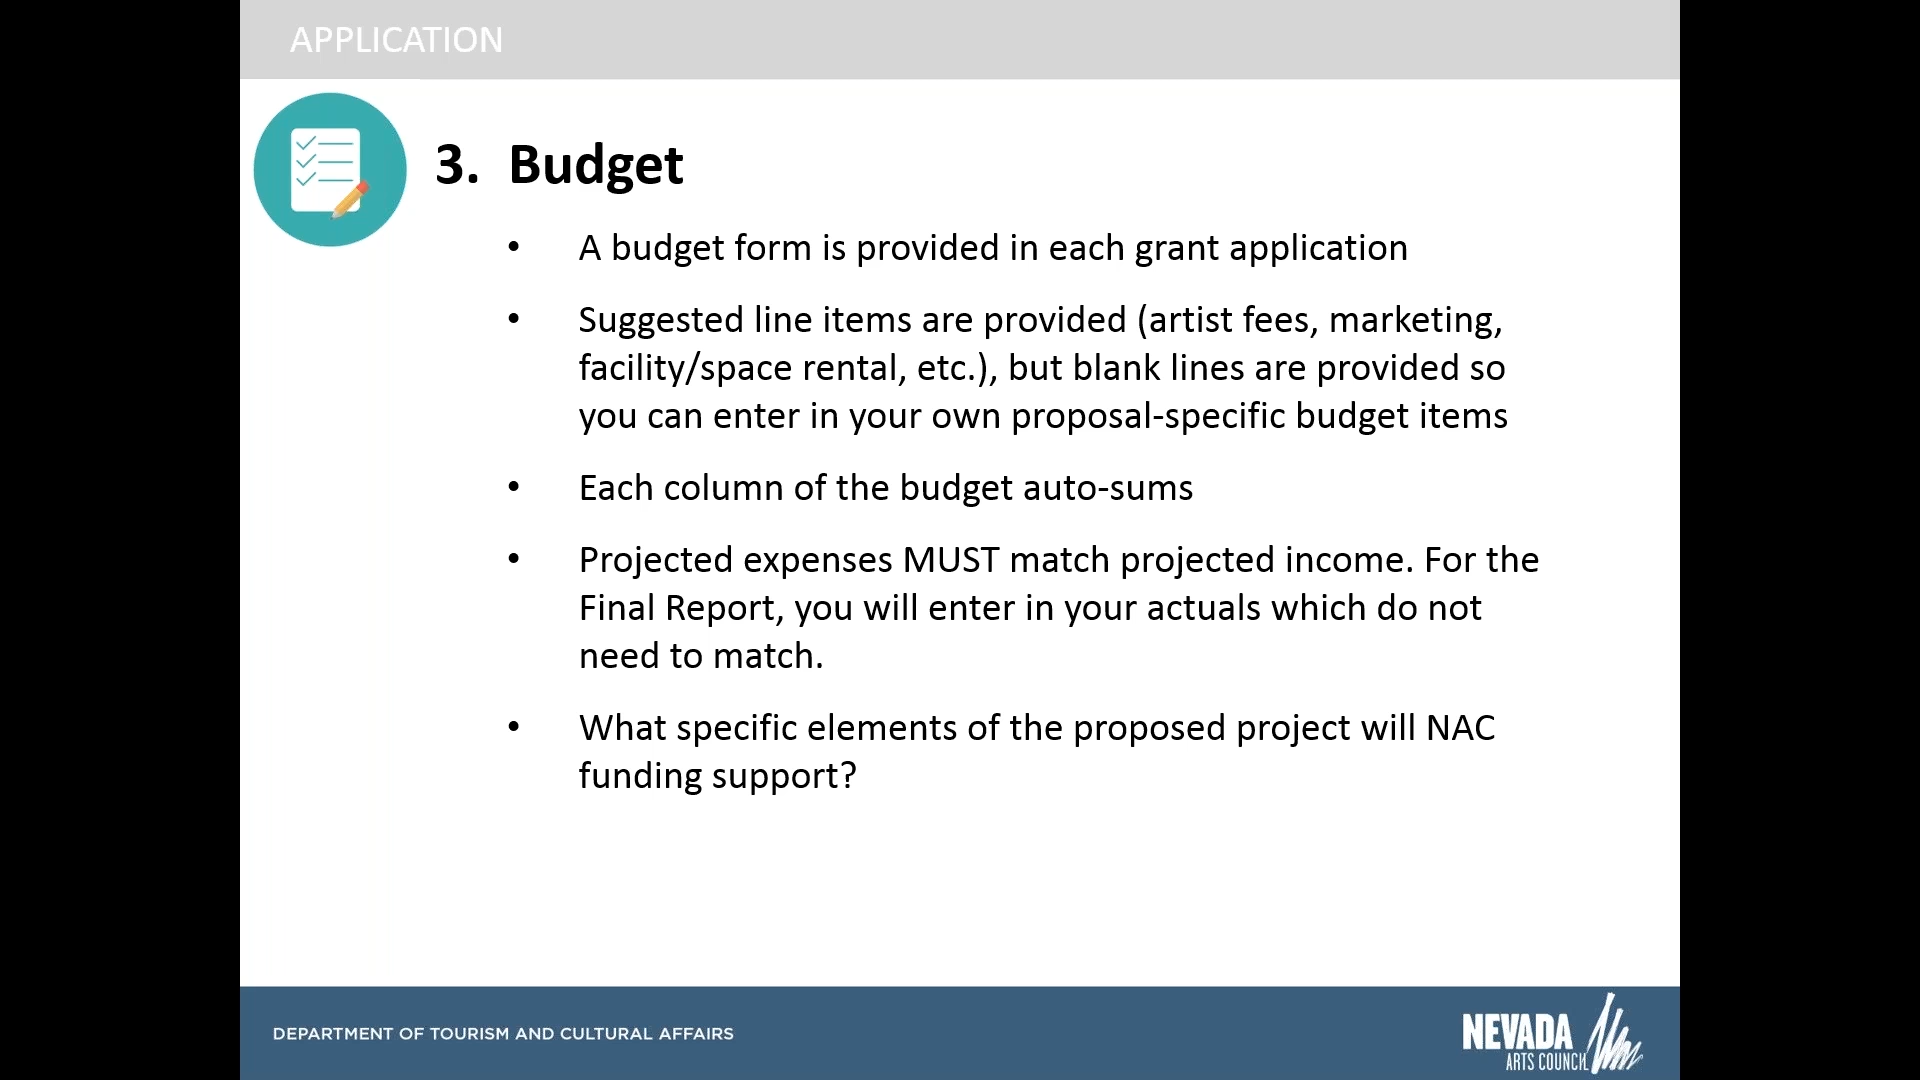 APPLICATION
3. Budget
• A budget form is provided in each grant application
• Suggested line items are provided (artist fees, marketing,
facility/space rental, etc.), but blank lines are provided so
you can enter in your own proposal-specific budget items
• Each column of the budget auto-sums
• Projected expenses MUST match projected income. For the
Final Report, you will enter in your actuals which do not
need to match.
• What specific elements of the proposed project will NAC
funding support?
DEPARTMENT OF TOURISM AND CULTURAL AFFAIRS
NEVADA
ARTS COUNCIL